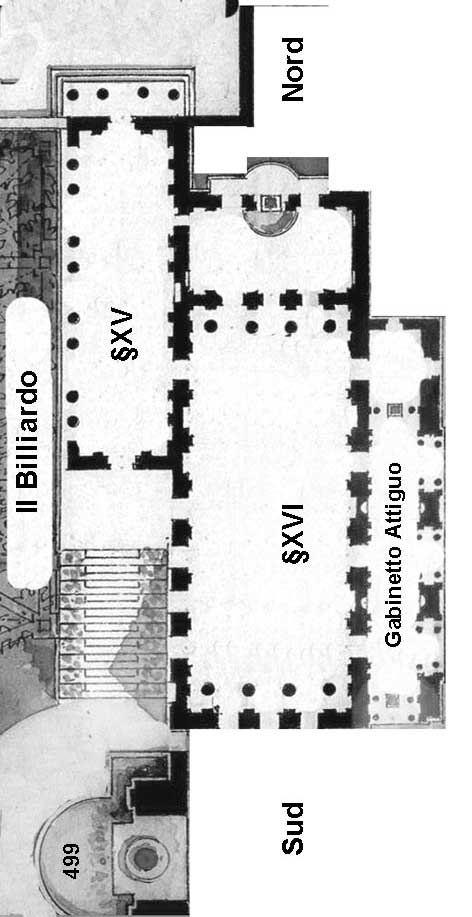 Nord
§XV
Il Billiardo
§XVI
Gabinetto Attiguo
Sud
499